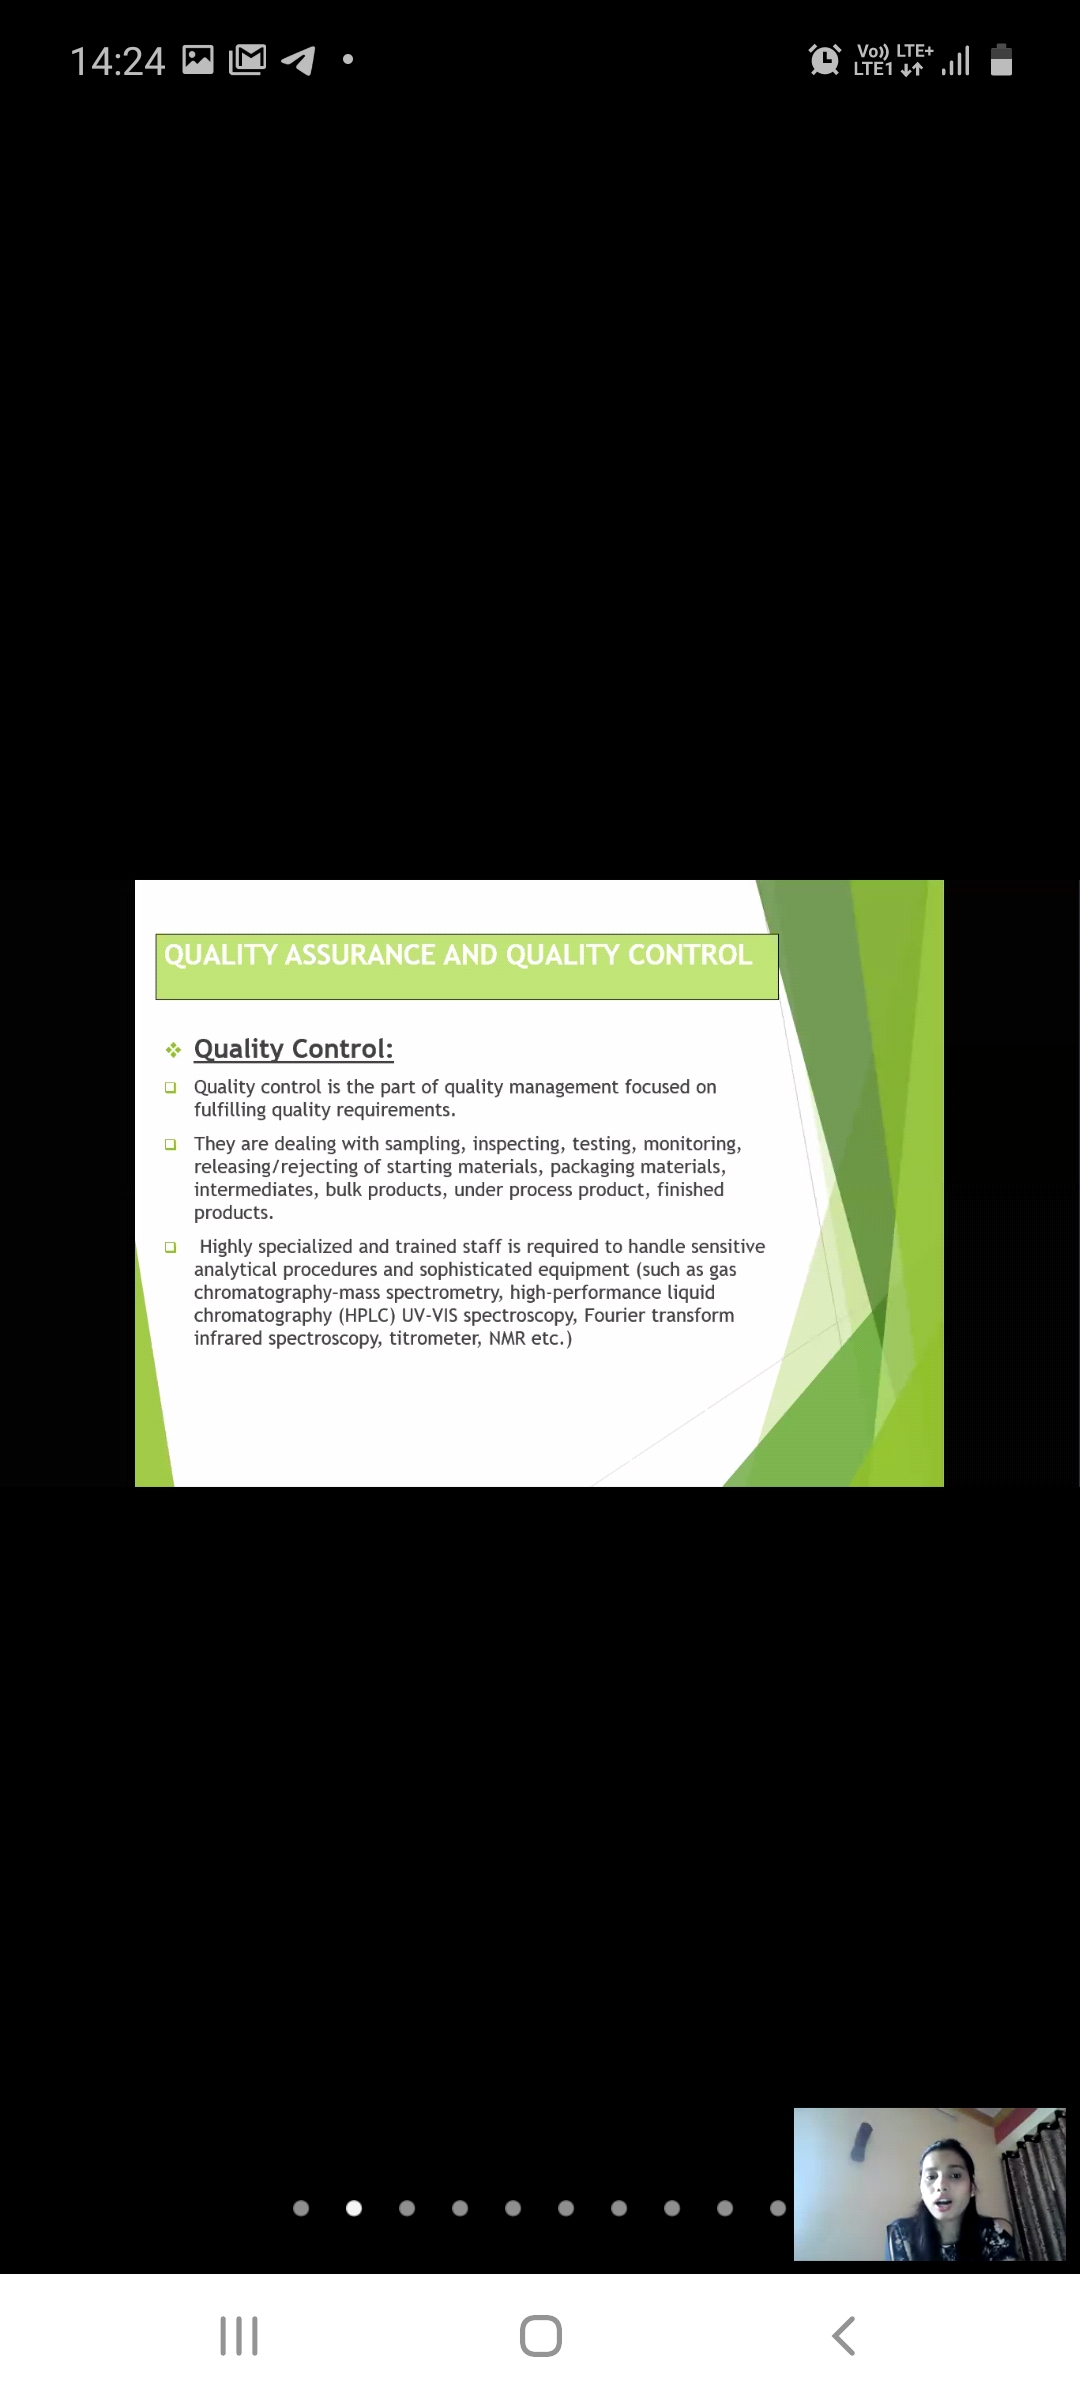 14:24
Vo)) LTE+
LTE1
QUALITY ASSURANCE AND QUALITY CONTROL
Quality Control:
Quality control is the part of quality management focused on
fulfilling quality requirements.
They are dealing with sampling, inspecting, testing, monitoring,
releasing/rejecting of starting materials, packaging materials,
intermediates, bulk products, under process product, finished
products.
Highly specialized and trained staff is required to handle sensitive
analytical procedures and sophisticated equipment (such as gas
chromatography-mass spectrometry, high-performance liquid
chromatography (HPLC) UV-VIS spectroscopy, Fourier transform
infrared spectroscopy, titrometer, NMR etc.)